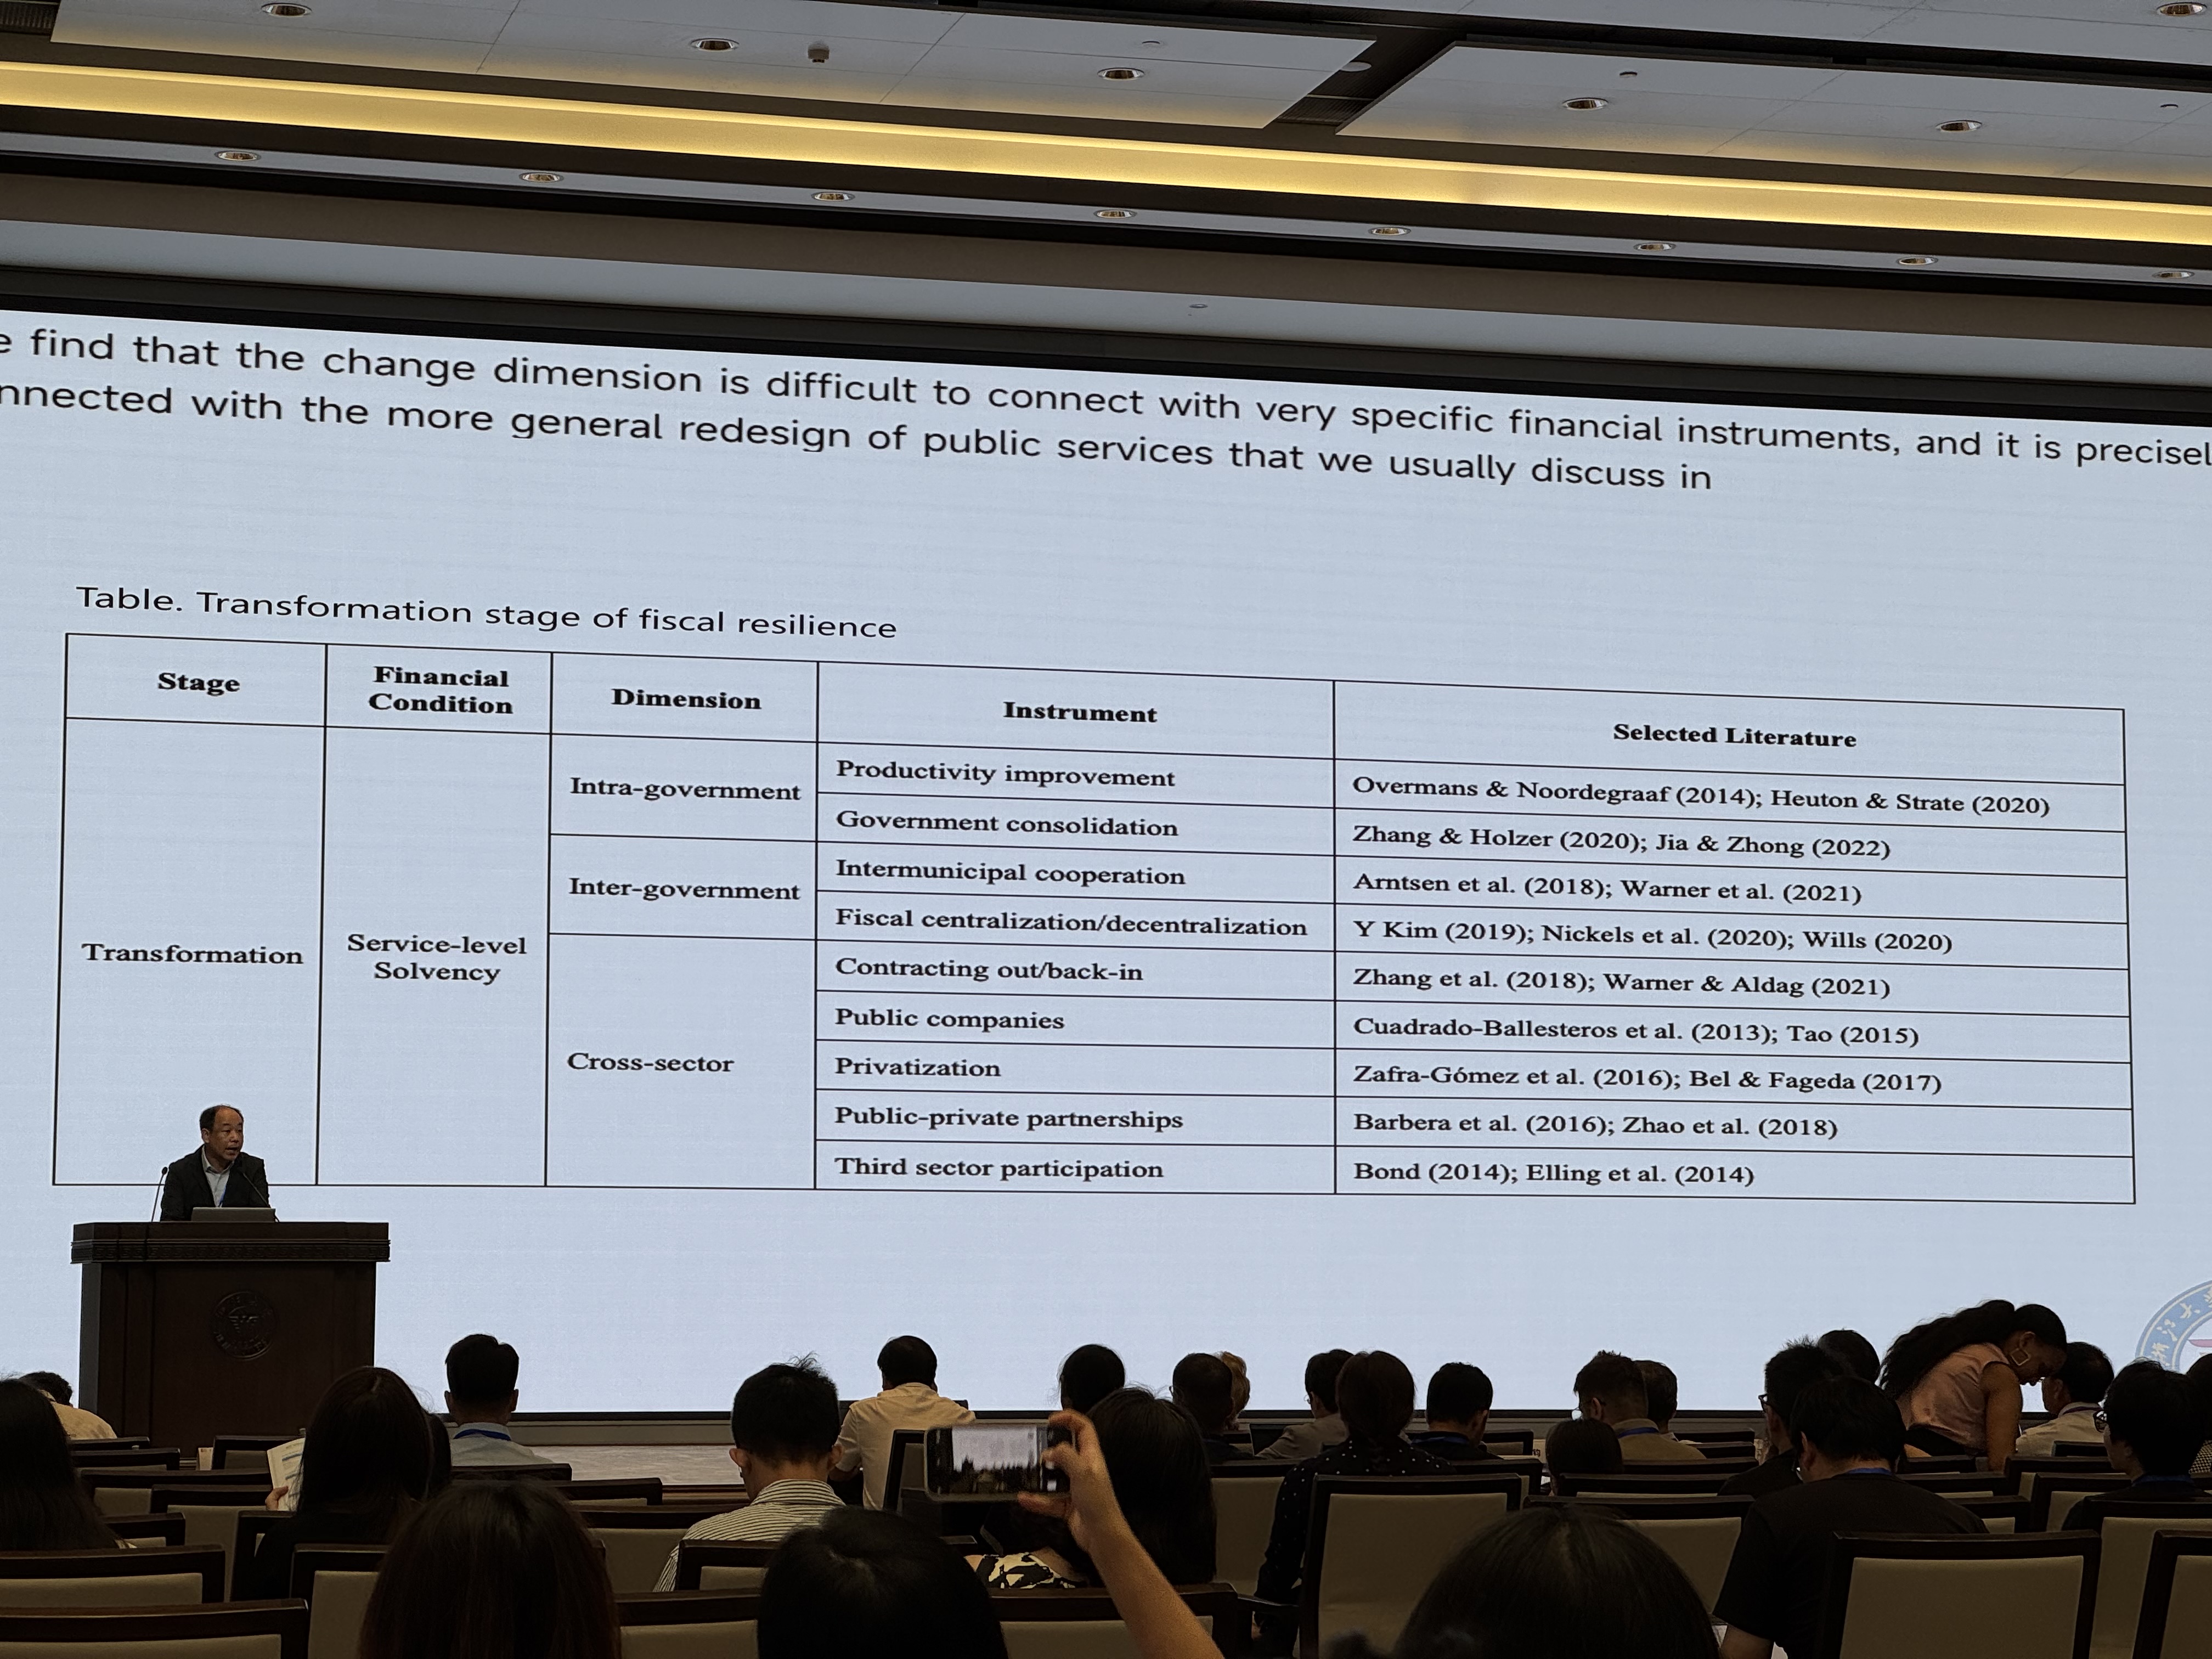 find that the change dimension is difficult to connect with very specific financial instruments, and it is
with the more general redesign of public services that we usually discuss in
Table. Transformation stage of fiscal resilience
Stage
Financial
Condition
Dimension
Instrument
Selected Literature
Transformation
Service-level
Solvency
Intra-government
Productivity improvement
Overmans & Noordegraaf (2014); Heuton & Strate (2020)
Government consolidation
Zhang & Holzer (2020); Jia & Zhong (2022)
Inter-government
Intermunicipal cooperation
Arntsen et al. (2018); Warner et al. (2021)
Fiscal centralization/decentralization
Y Kim (2019); Nickels et al. (2020); Wills (2020)
Cross-sector
Contracting out/back-in
Zhang et al. (2018); Warner & Aldag (2021)
Public companies
Cuadrado-Ballesteros et al. (2013); Tao (2015)
Privatization
Zafra-Gómez et al. (2016); Bel & Fageda (2017)
Public-private partnerships
Barbera et al. (2016); Zhao et al. (2018)
Third sector participation
Bond (2014); Elling et al. (2014)